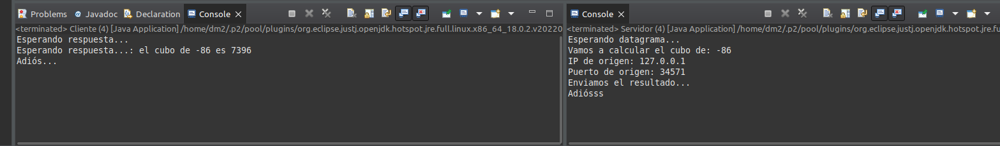 Problems Javadoc Declaration Console
<terminated> Cliente (4) [Java Application] /home/dm2/.p2/pool/plugins/org.eclipse.justj.openjdk.hotspot.jre.full.linux.x86_64_18.0.2.v20220
Esperando respuesta...
Esperando respuesta...: el cubo de -86 es 7396
Adiós...
Console
<terminated> Servidor (4) [Java Application] /home/dm2/.p2/pool/plugins/org.eclipse.justj.openjdk.hotspot.jre.fu
Esperando datagrama...
Vamos a calcular el cubo de: -86
IP de origen: 127.0.0.1
Puerto de origen: 34571
Enviamos el resultado...
Adiósss